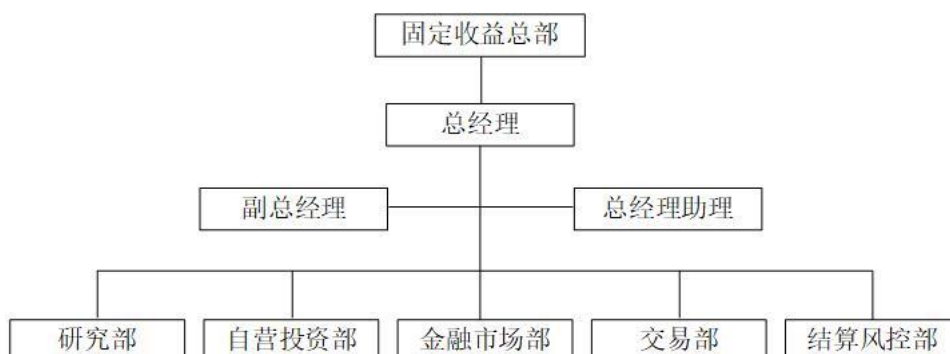 固定收益总部
总经理
副总经理
总经理助理
研究部
自营投资部
金融市场部
交易部
结算风控部